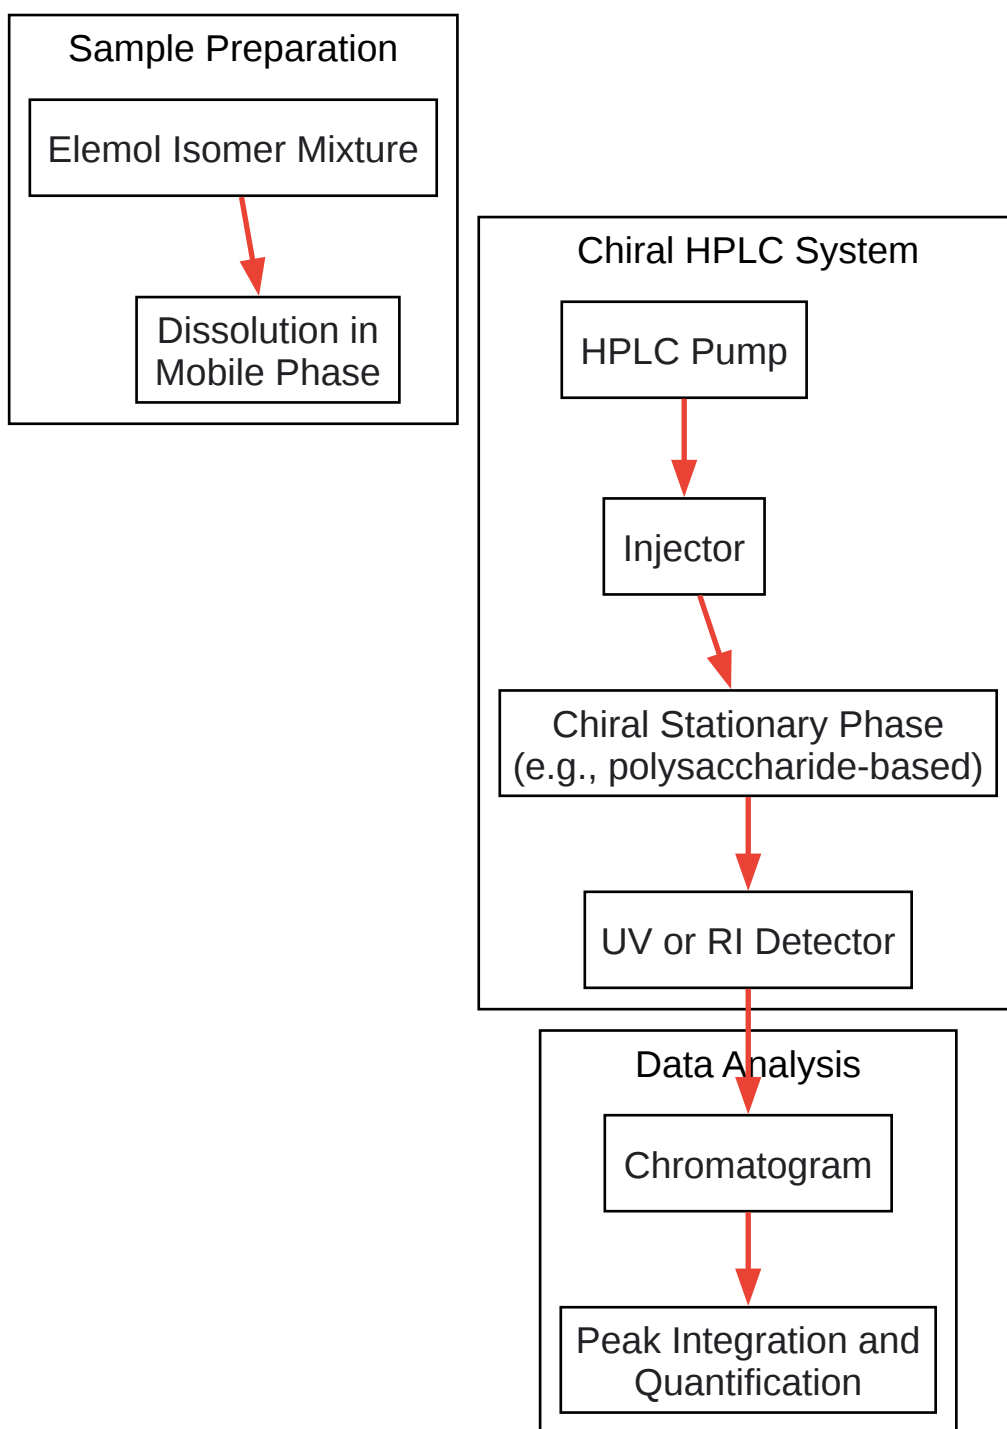 Sample Preparation
Elemol Isomer Mixture
Dissolution in
Mobile Phase
Chiral HPLC System
HPLC Pump
Injector
Chiral Stationary Phase
(e.g., polysaccharide-based)
UV or RI Detector
Data Analysis
Chromatogram
Peak Integration and
Quantification